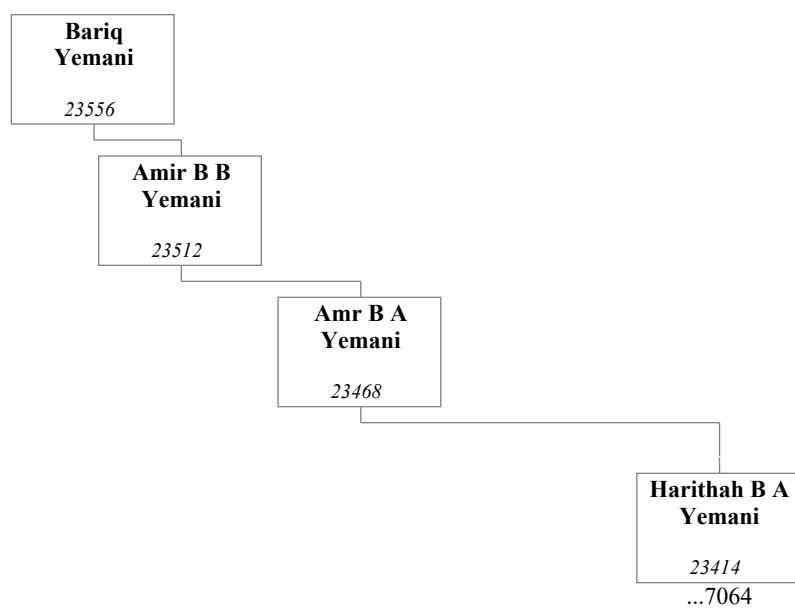 Bariq
Yemani
23556
Amir B B
Yemani
23512
Amr B A
Yemani
23468
Harithah B A
Yemani
23414
...7064